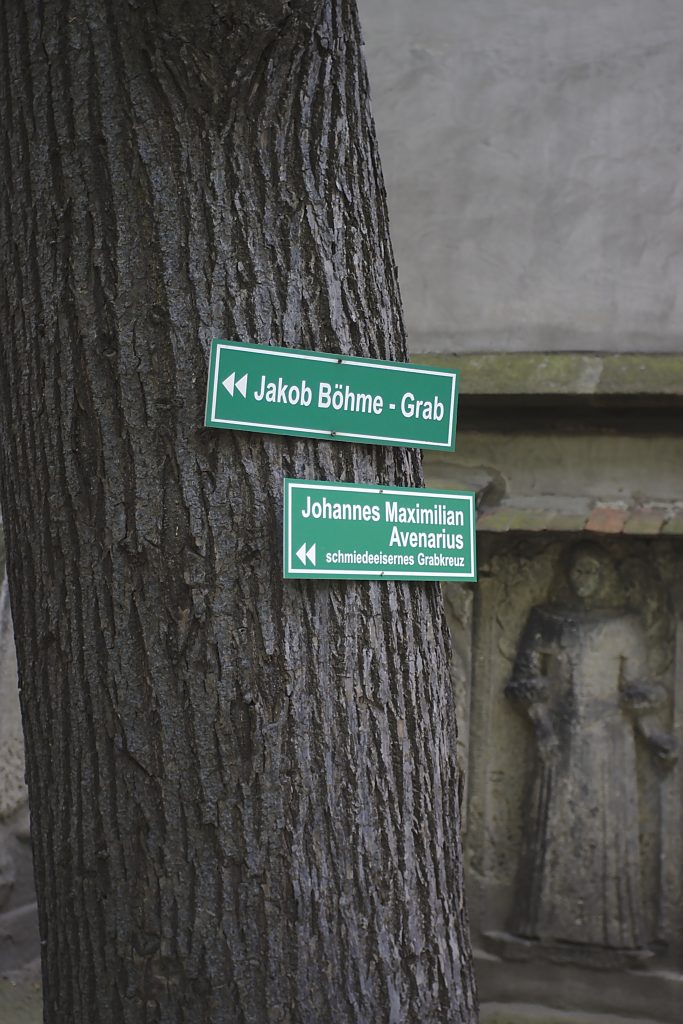 Jakob Böhme - Grab
Johannes Maximilian
Avenarius
schmiedeeisernes Grabkreuz